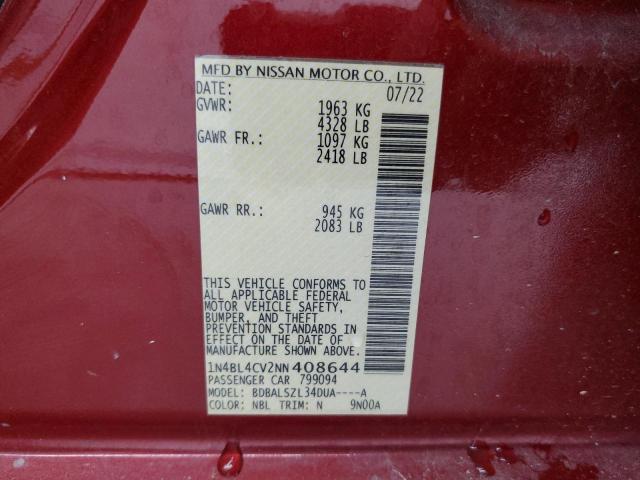 MFD BY NISSAN MOTOR CO., LTD.
DATE: 07/22
GVWR: 1963 KG
4328 LB
GAWR FR.: 1097 KG
2418 LB
GAWR RR.: 945 KG
2083 LB
THIS VEHICLE CONFORMS TO
ALL APPLICABLE FEDERAL
MOTOR VEHICLE SAFETY,
BUMPER, AND THEFT
PREVENTION STANDARDS IN
EFFECT ON THE DATE OF
MANUFACTURE SHOWN ABOVE.
1N4BL4CV2NN408644
PASSENGER CAR 799094
MODEL: BDBALSZL34DUA----A
COLOR: NBL TRIM: N 9N00A